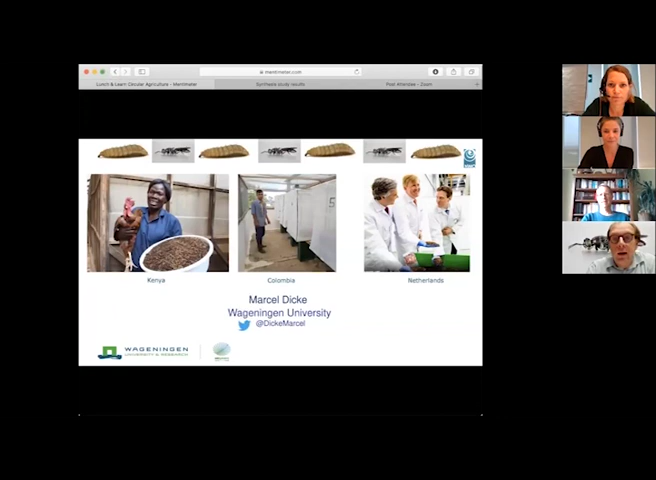 mentimeter.com
Lunch & Learn Circular Agriculture - Mentimeter
Synthesis study results
Post Attendee - Zoom
Kenya
Colombia
Netherlands
Marcel Dicke
Wageningen University
@DickeMarcel
WAGENINGEN
UNIVERSITY & RESEARCH